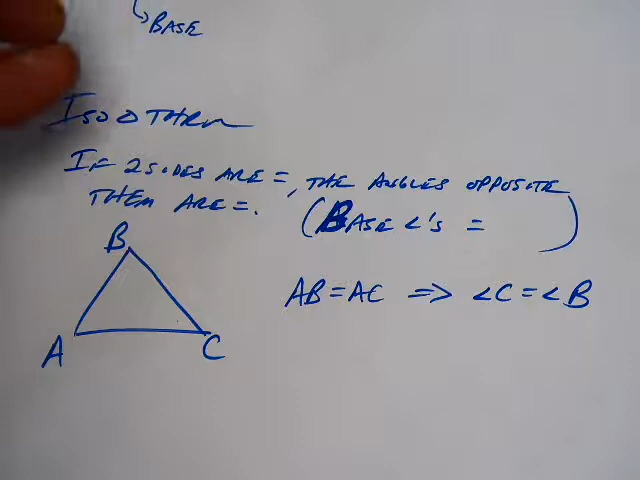 BASE
ISO △ THRM
IF 2 SIDES ARE =, THE ANGLES OPPOSITE
THEM ARE =. (BASE <'S = )
B
AB = AC => <C = <B
A C